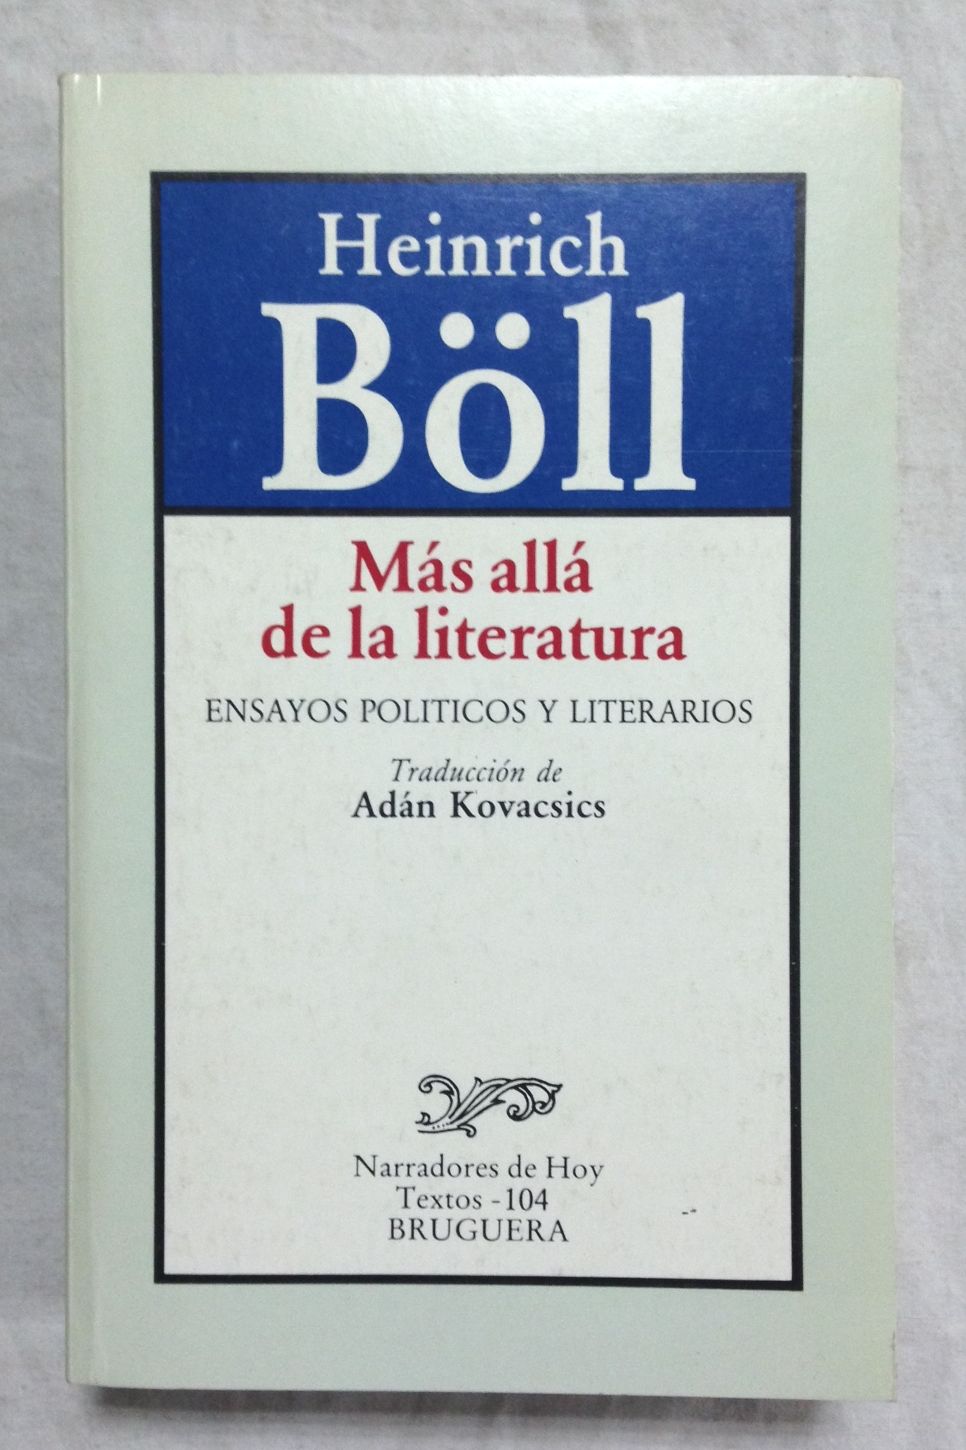 Heinrich
Böll
Más allá
de la literatura
ENSAYOS POLITICOS Y LITERARIOS
Traducción de
Adán Kovacsics
Narradores de Hoy
Textos - 104
BRUGUERA